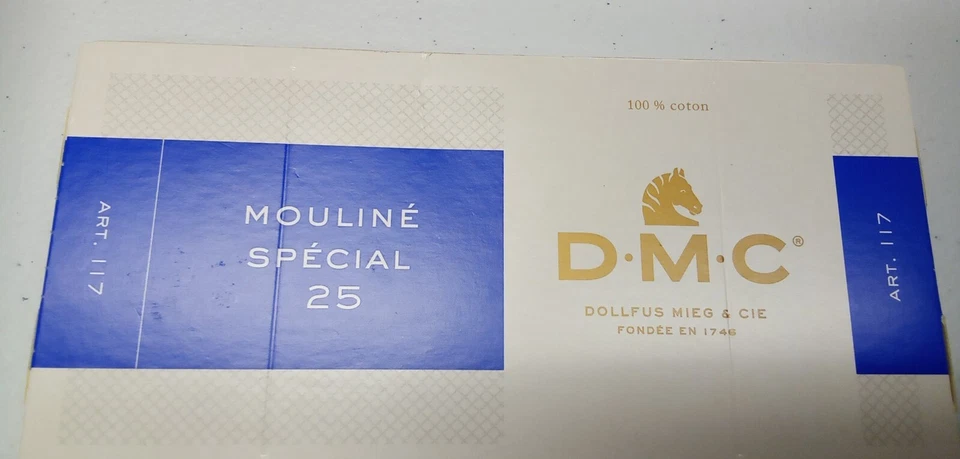 ART. 117
MOULINÉ
SPÉCIAL
25
100 % coton
D·M·C®
DOLLFUS MIEG & CIE
FONDÉE EN 1746
ART. 117